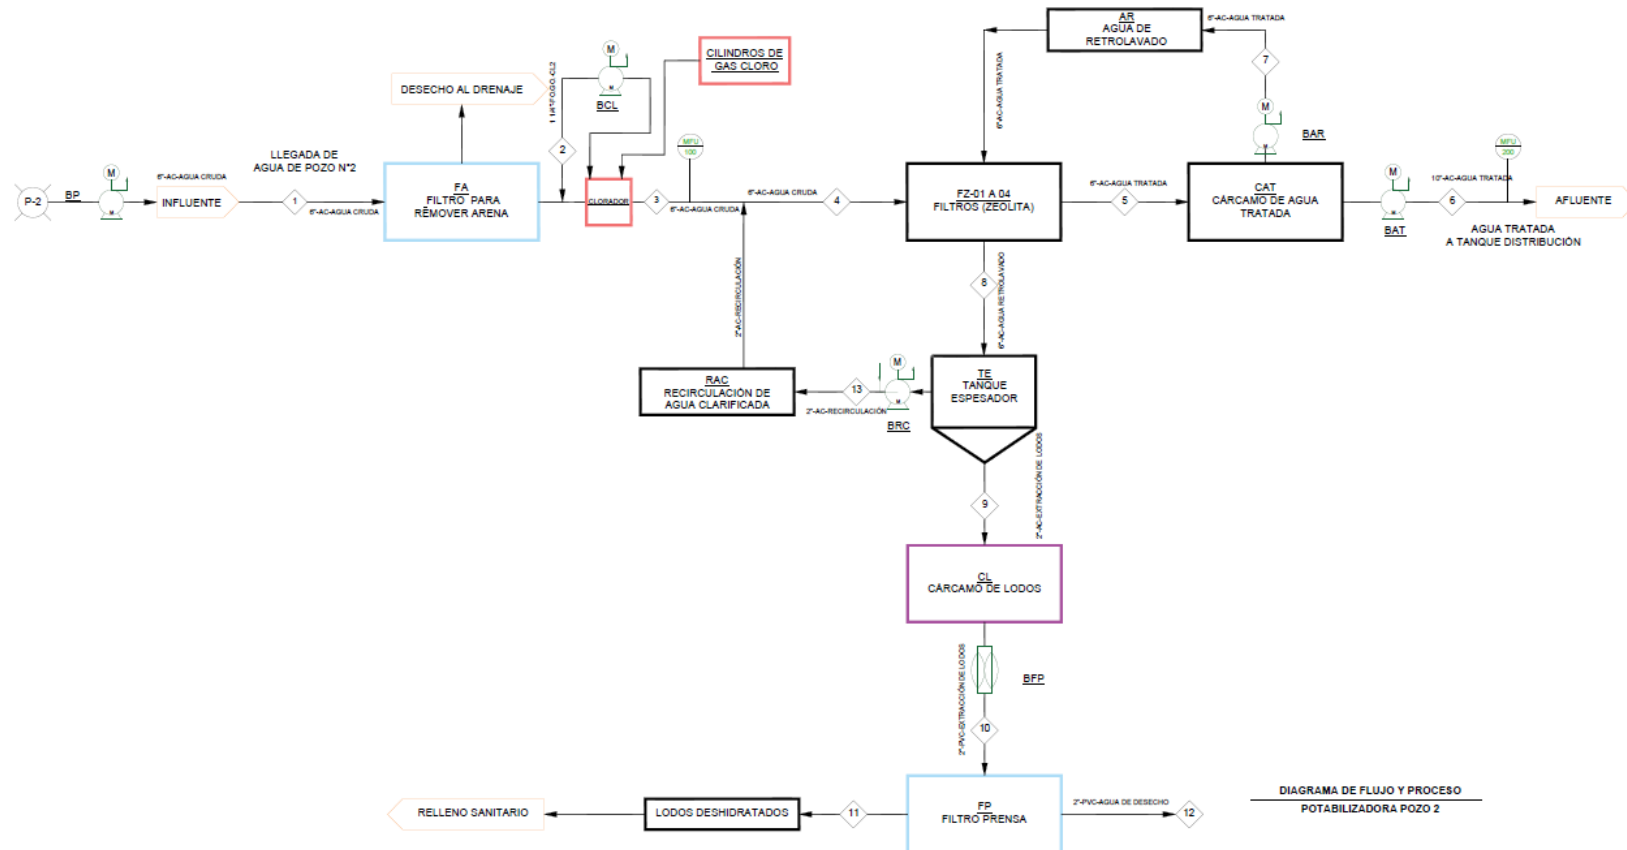 AR
AGUA DE
RETROLAVADO
6"-AC-AGUA TRATADA
6"-AC-AGUA TRATADA
7
M
CILINDROS DE
GAS CLORO
M
M
BCL
DESECHO AL DRENAJE
2
M
M
BAR
MFU
100
MFU
200
LLEGADA DE
AGUA DE POZO N°2
P-2
BP
M
M
6"-AC-AGUA CRUDA
INFLUENTE
1
6"-AC-AGUA CRUDA
FA
FILTRO PARA
REMOVER ARENA
CLORADOR
3
6"-AC-AGUA CRUDA
6"-AC-AGUA CRUDA
4
FZ-01 A 04
FILTROS (ZEOLITA)
6"-AC-AGUA TRATADA
5
CAT
CÁRCAMO DE AGUA
TRATADA
M
M
BAT
10"-AC-AGUA TRATADA
6
AFLUENTE
AGUA TRATADA
A TANQUE DISTRIBUCIÓN
8
6"-AC-AGUA RETROLAVADO
2"-AC-RECIRCULACIÓN
RAC
RECIRCULACIÓN DE
AGUA CLARIFICADA
13
2"-AC-RECIRCULACIÓN
M
M
BRC
TE
TANQUE
ESPESADOR
9
2"-AC-EXTRACCIÓN DE LODOS
CL
CÁRCAMO DE LODOS
2"-PVC-EXTRACCIÓN DE LODOS
BFP
10
RELLENO SANITARIO
LODOS DESHIDRATADOS
11
FP
FILTRO PRENSA
2"-PVC-AGUA DE DESECHO
12
DIAGRAMA DE FLUJO Y PROCESO
POTABILIZADORA POZO 2